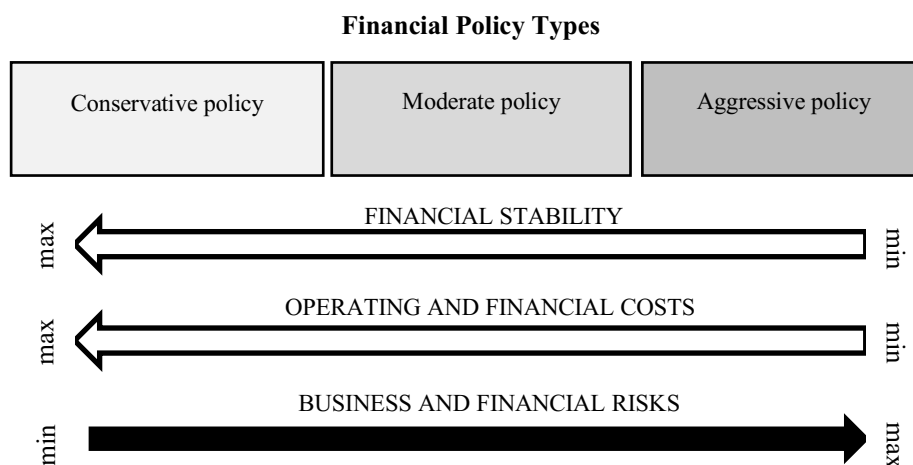 Financial Policy Types
Conservative policy
Moderate policy
Aggressive policy
FINANCIAL STABILITY
max
min
OPERATING AND FINANCIAL COSTS
max
min
BUSINESS AND FINANCIAL RISKS
min
max